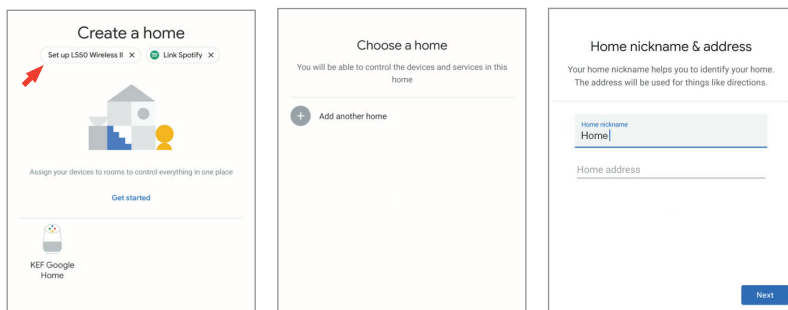 Create a home
Set up LS50 Wireless II
Link Spotify
Assign your devices to rooms to control everything in one place
Get started
KEF Google
Home
Choose a home
You will be able to control the devices and services in this
home
Add another home
Home nickname & address
Your home nickname helps you to identify your home.
The address will be used for things like directions.
Home nickname
Home
Home address
Next